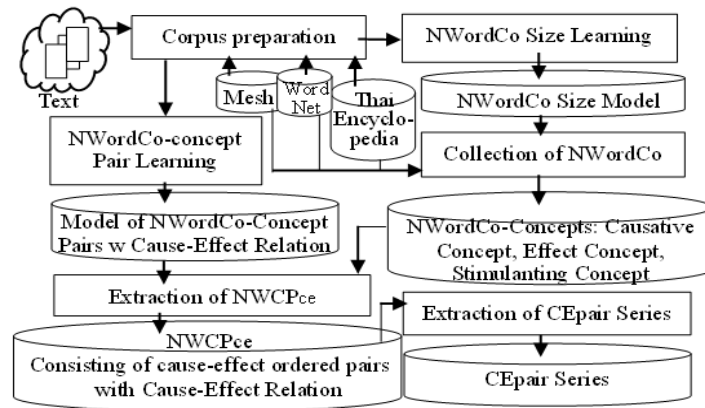 Text
Corpus preparation
NWordCo Size Learning
Mesh
Word
Net
Thai
Encyclo-
pedia
NWordCo Size Model
NWordCo-concept
Pair Learning
Collection of NWordCo
Model of NWordCo-Concept
Pairs w Cause-Effect Relation
NWordCo-Concepts: Causative
Concept, Effect Concept,
Stimulanting Concept
Extraction of NWCPce
Extraction of CEpair Series
NWCPce
Consisting of cause-effect ordered pairs
with Cause-Effect Relation
CEpair Series